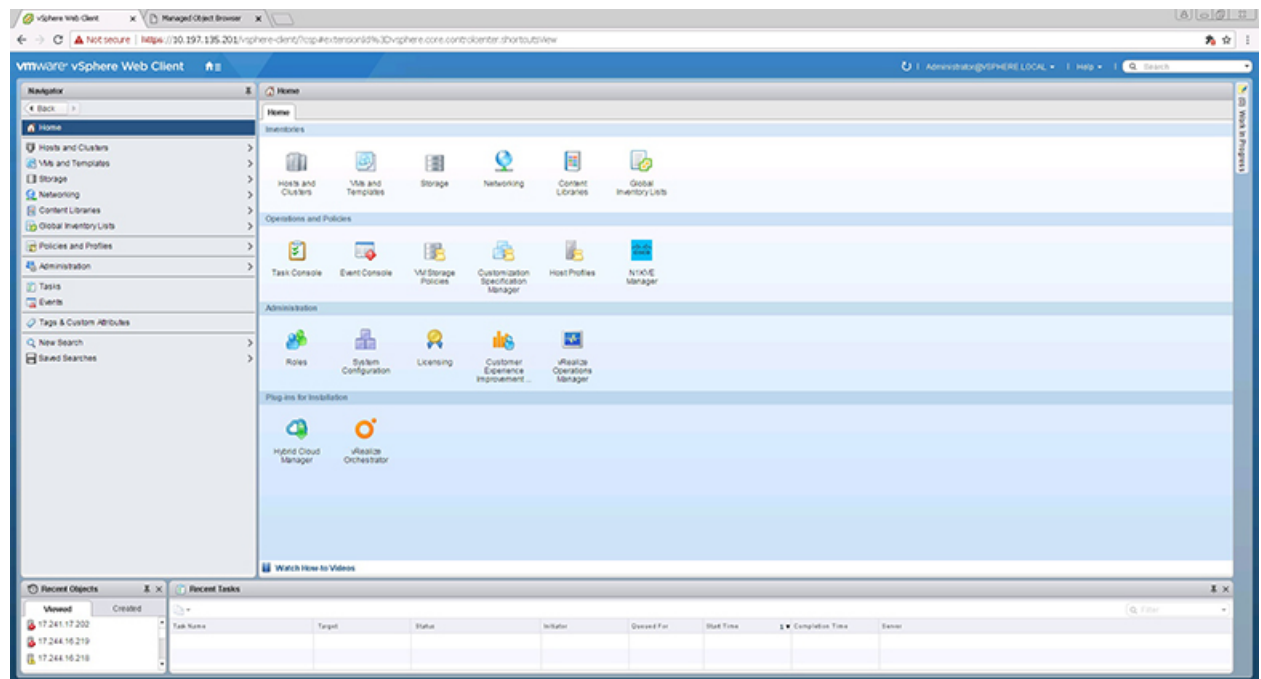 vSphere Web Client
Managed Object Browser
Not secure | https://10.197.135.201/vsphere-client/?csp#extensionId%3Dvsphere.core.controlcenter.shortcutsView
vmware® vSphere Web Client
Administrator@VSPHERE.LOCAL
Help
Search
Navigator
Back
Home
Hosts and Clusters
VMs and Templates
Storage
Networking
Content Libraries
Global Inventory Lists
Policies and Profiles
Administration
Tasks
Events
Tags & Custom Attributes
New Search
Saved Searches
Home
Home
Inventories
Hosts and
Clusters
VMs and
Templates
Storage
Networking
Content
Libraries
Global
Inventory Lists
Operations and Policies
Task Console
Event Console
VM Storage
Policies
Customization
Specification
Manager
Host Profiles
N1KV/E
Manager
Administration
Roles
System
Configuration
Licensing
Customer
Experience
Improvement ...
vRealize
Operations
Manager
Plug-ins for Installation
Hybrid Cloud
Manager
vRealize
Orchestrator
Watch How-to Videos
Work in Progress
Recent Objects
Viewed
Created
17.241.17.202
17.244.16.219
17.244.16.218
Recent Tasks
Filter
Task Name
Target
Status
Initiator
Queued For
Start Time
Completion Time
Server